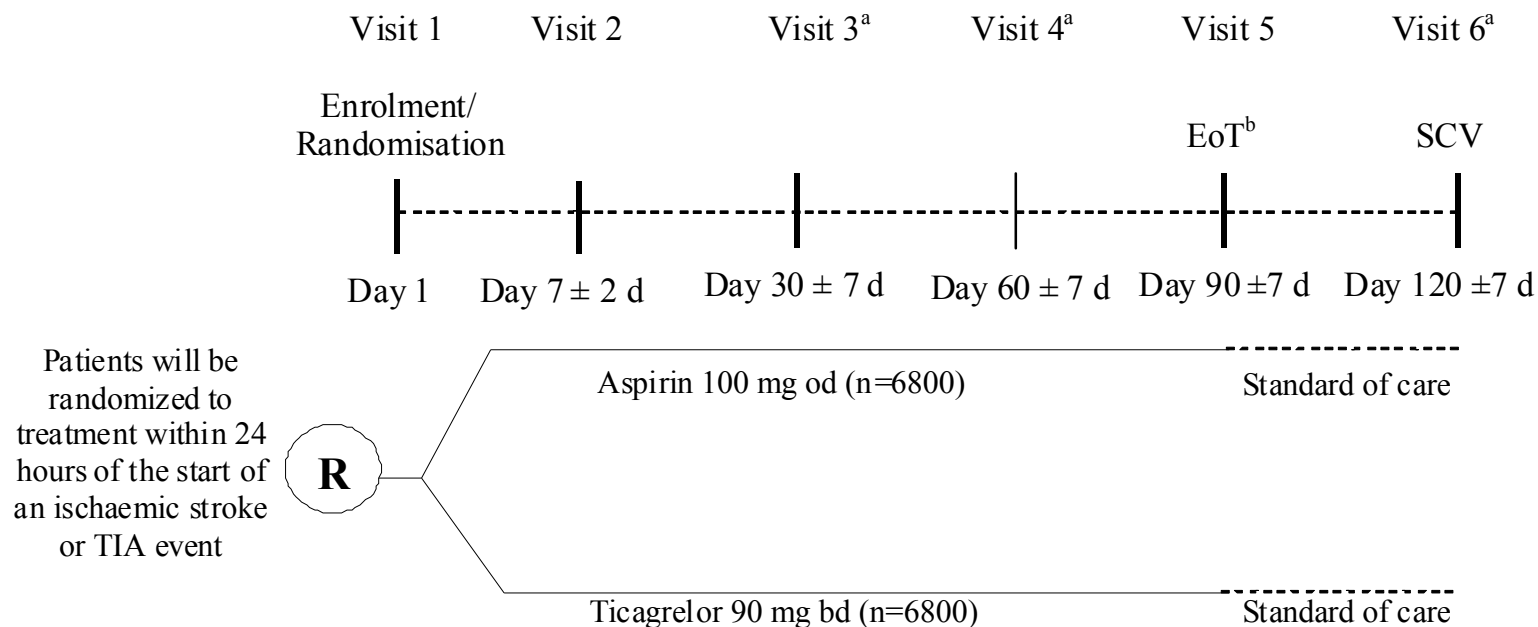 Visit 1 Visit 2 Visit 3a Visit 4a Visit 5 Visit 6a
Enrolment/
Randomisation
EoTb SCV
Day 1 Day 7 ± 2 d Day 30 ± 7 d Day 60 ± 7 d Day 90 ±7 d Day 120 ±7 d
Patients will be
randomized to
treatment within 24
hours of the start of
an ischaemic stroke
or TIA event
R
Aspirin 100 mg od (n=6800) Standard of care
Ticagrelor 90 mg bd (n=6800) Standard of care